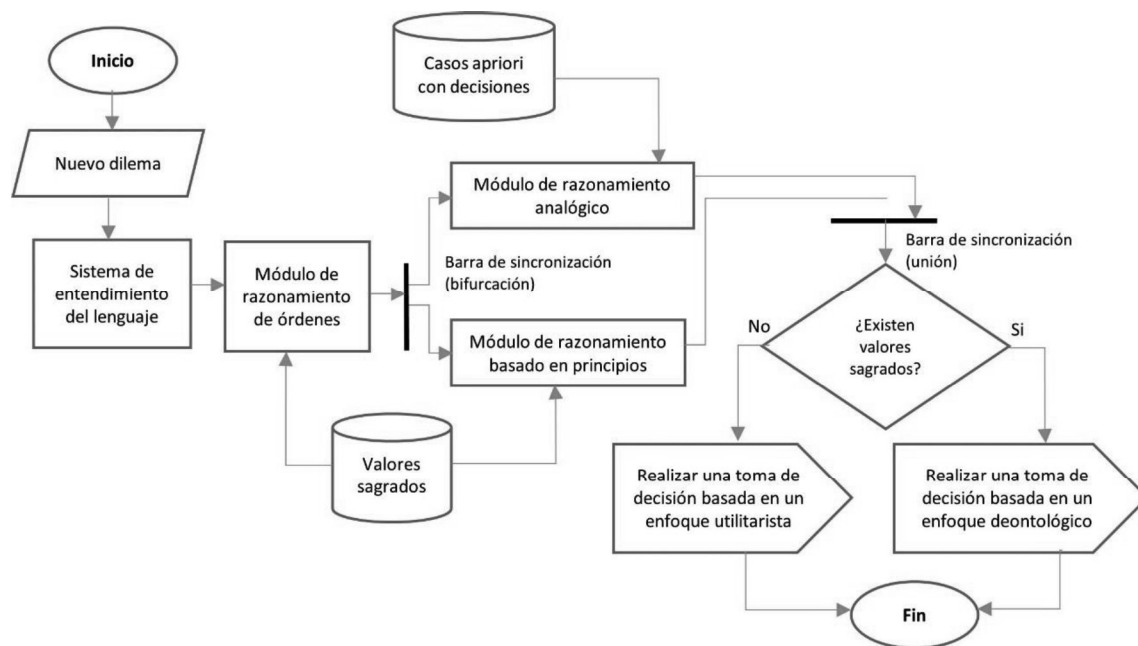 Inicio
Nuevo dilema
Sistema de
entendimiento
del lenguaje
Módulo de
razonamiento
de órdenes
Casos apriori
con decisiones
Módulo de razonamiento
analógico
Barra de sincronización
(bifurcación)
Módulo de razonamiento
basado en principios
Valores
sagrados
Barra de sincronización
(unión)
¿Existen
valores
sagrados?
No
Si
Realizar una toma de
decisión basada en un
enfoque utilitarista
Realizar una toma de
decisión basada en un
enfoque deontológico
Fin